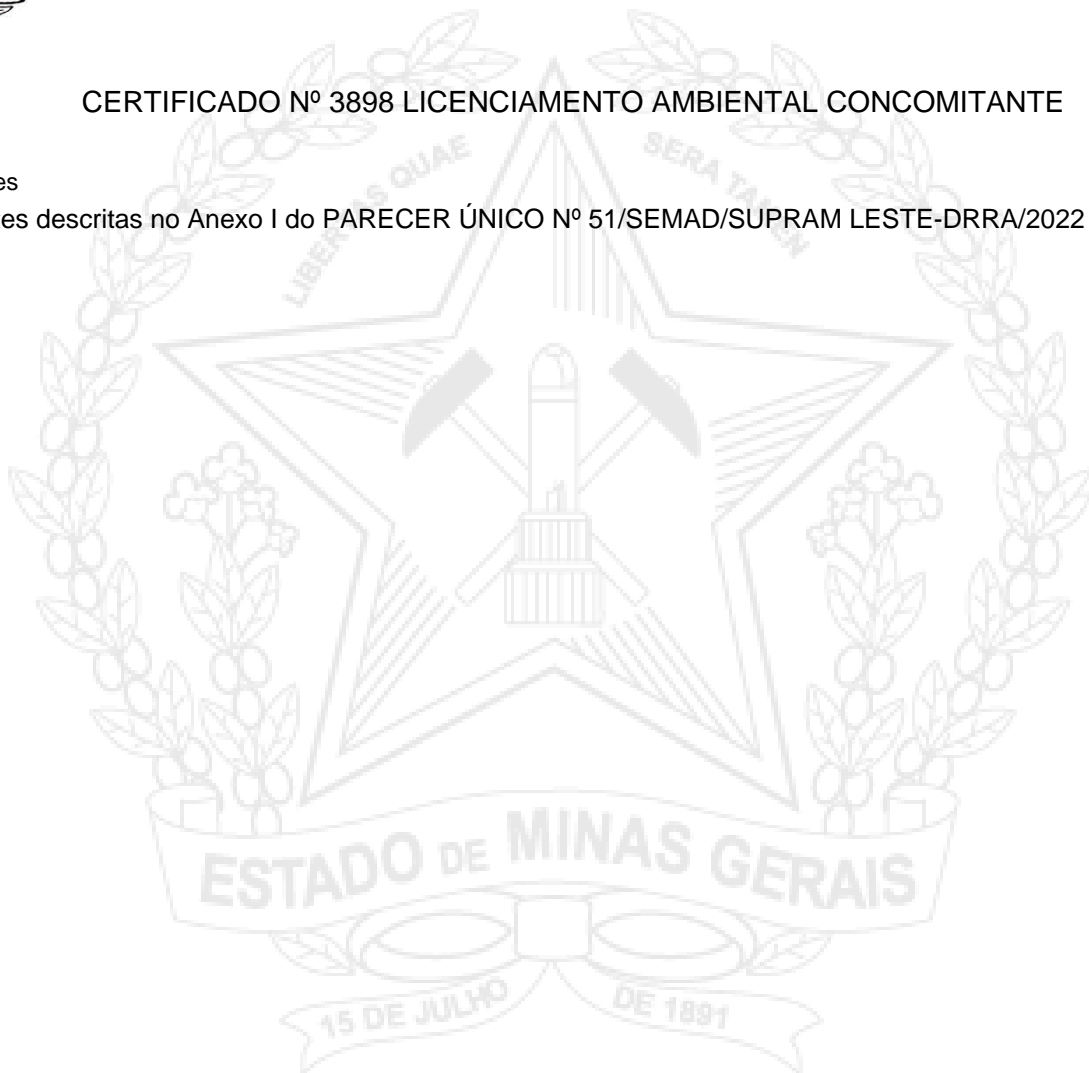 CERTIFICADO Nº 3898 LICENCIAMENTO AMBIENTAL CONCOMITANTE
es
es descritas no Anexo I do PARECER ÚNICO Nº 51/SEMAD/SUPRAM LESTE-DRRA/2022
LIBERTAS QUAE SERA TAMEN
ESTADO DE MINAS GERAIS
15 DE JULHO DE 1891